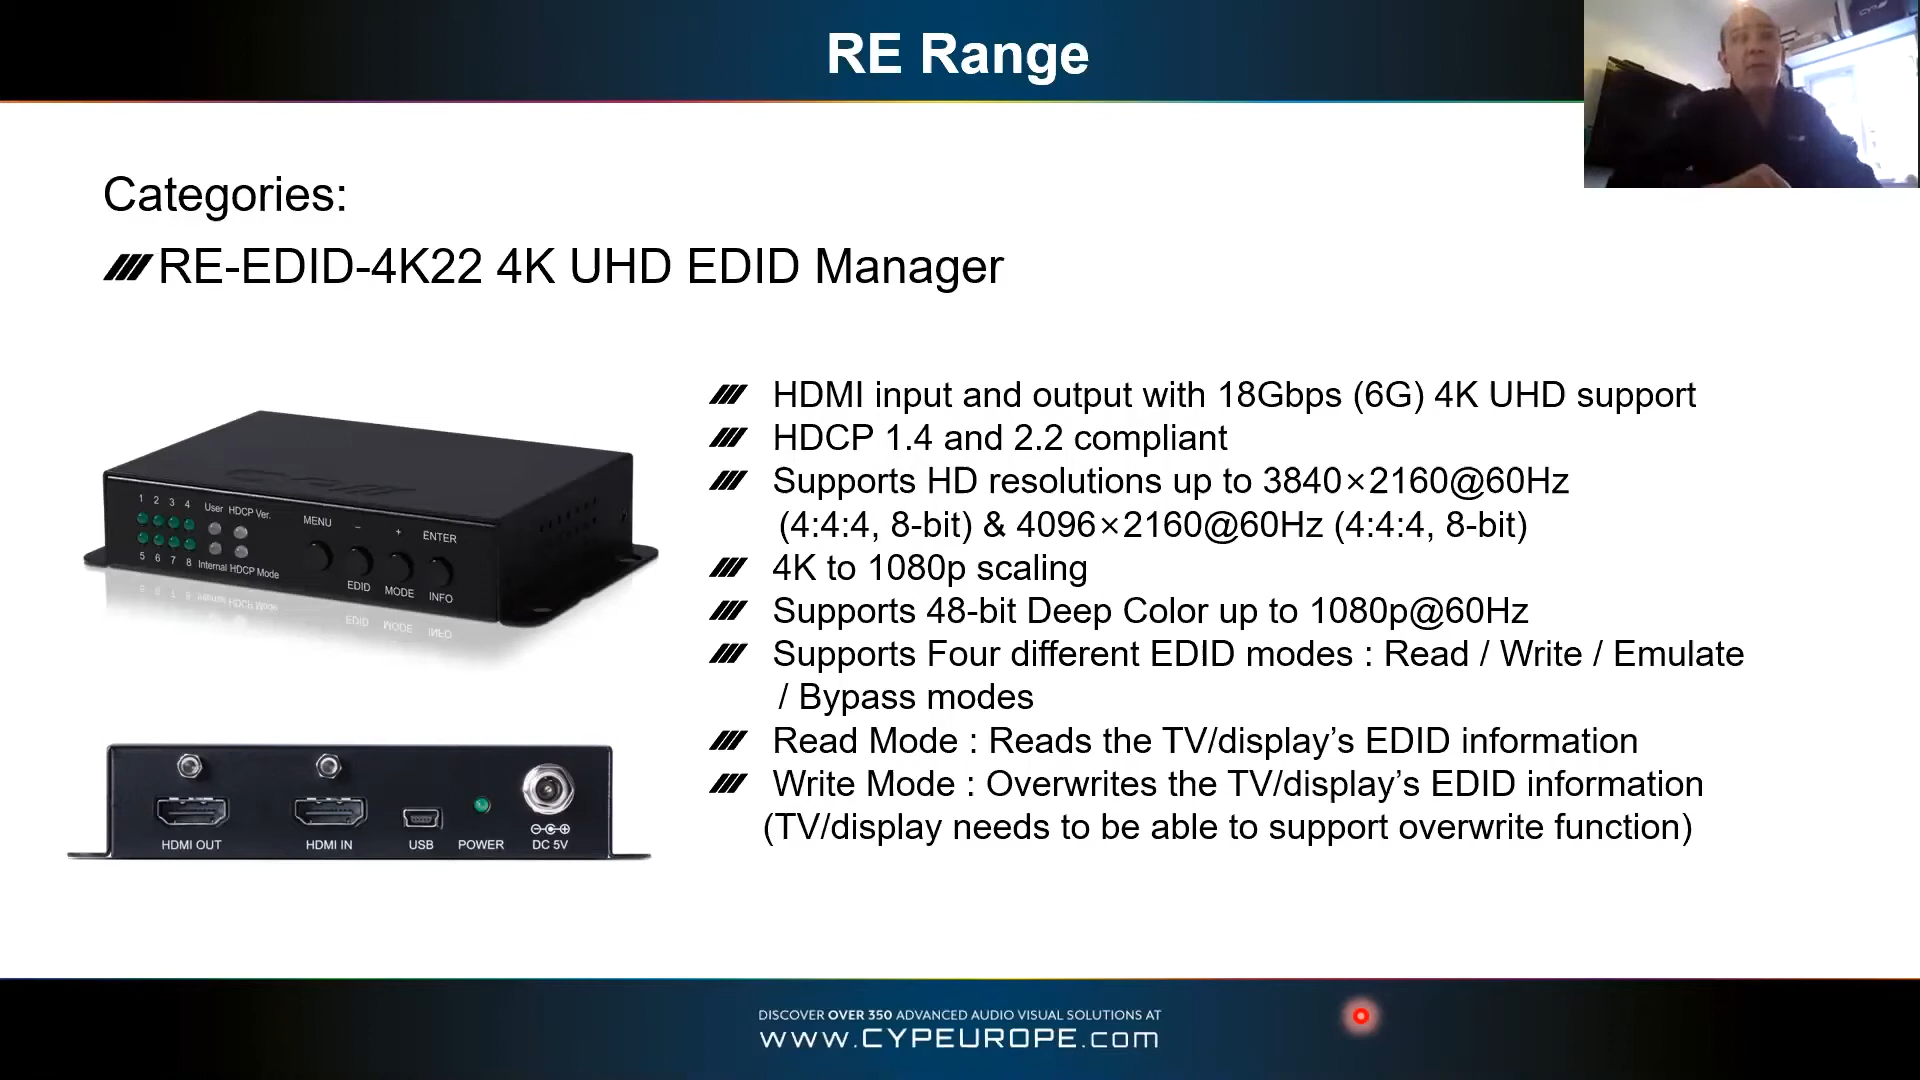 RE Range
Categories:
RE-EDID-4K22 4K UHD EDID Manager
HDMI input and output with 18Gbps (6G) 4K UHD support
HDCP 1.4 and 2.2 compliant
Supports HD resolutions up to 3840×2160@60Hz
(4:4:4, 8-bit) & 4096×2160@60Hz (4:4:4, 8-bit)
4K to 1080p scaling
Supports 48-bit Deep Color up to 1080p@60Hz
Supports Four different EDID modes : Read / Write / Emulate
/ Bypass modes
Read Mode : Reads the TV/display’s EDID information
Write Mode : Overwrites the TV/display’s EDID information
(TV/display needs to be able to support overwrite function)
CYP
1 2 3 4 User HDCP Ver.
MENU - + ENTER
5 6 7 8 Internal HDCP Mode
EDID MODE INFO
HDMI OUT HDMI IN USB POWER DC 5V
DISCOVER OVER 350 ADVANCED AUDIO VISUAL SOLUTIONS AT
WWW.CYPEUROPE.com